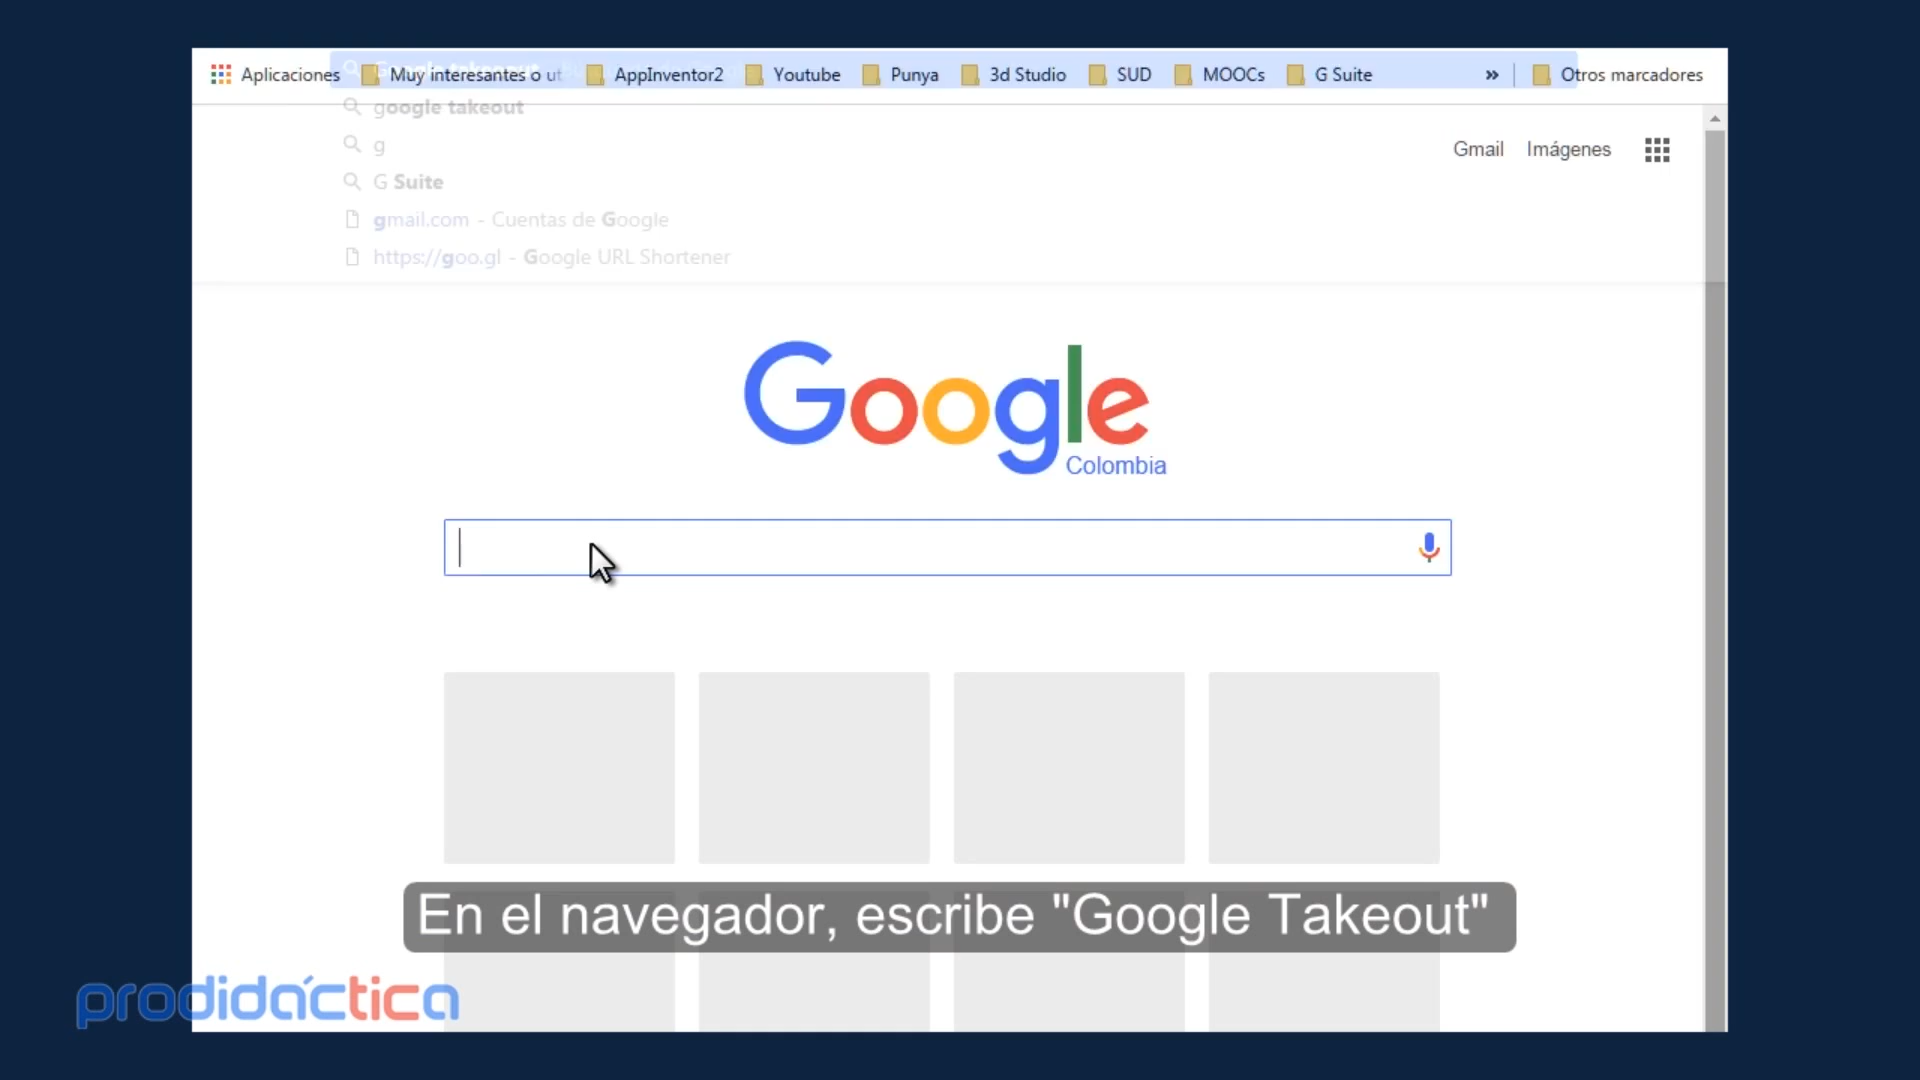 Aplicaciones Muy interesantes o ut AppInventor2 Youtube Punya 3d Studio SUD MOOCs G Suite » Otros marcadores
Google takeout
google takeout
g
Gmail Imágenes
G Suite
gmail.com - Cuentas de Google
https://goo.gl - Google URL Shortener
Google
Colombia
En el navegador, escribe "Google Takeout"
prodidáctica